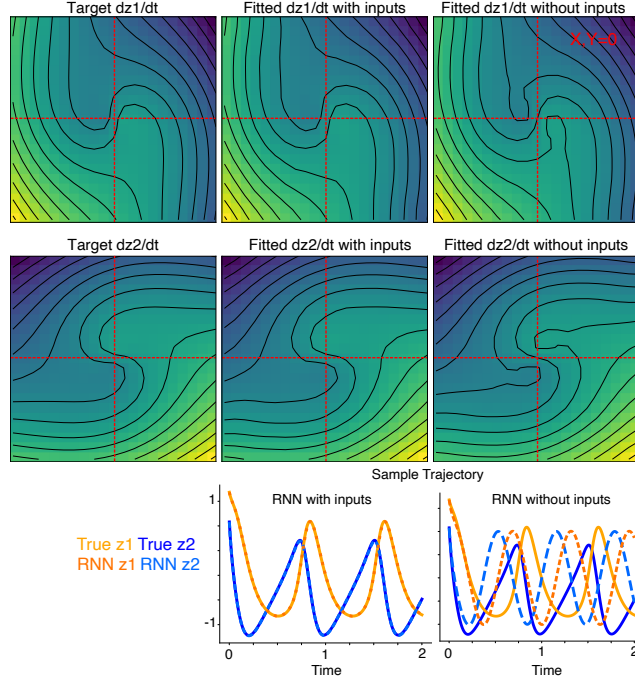 Target dz1/dt
Fitted dz1/dt with inputs
Fitted dz1/dt without inputs
X,Y=0
Target dz2/dt
Fitted dz2/dt with inputs
Fitted dz2/dt without inputs
Sample Trajectory
RNN with inputs
RNN without inputs
True z1 True z2
RNN z1 RNN z2
1
-1
0
1
2
Time
0
1
2
Time